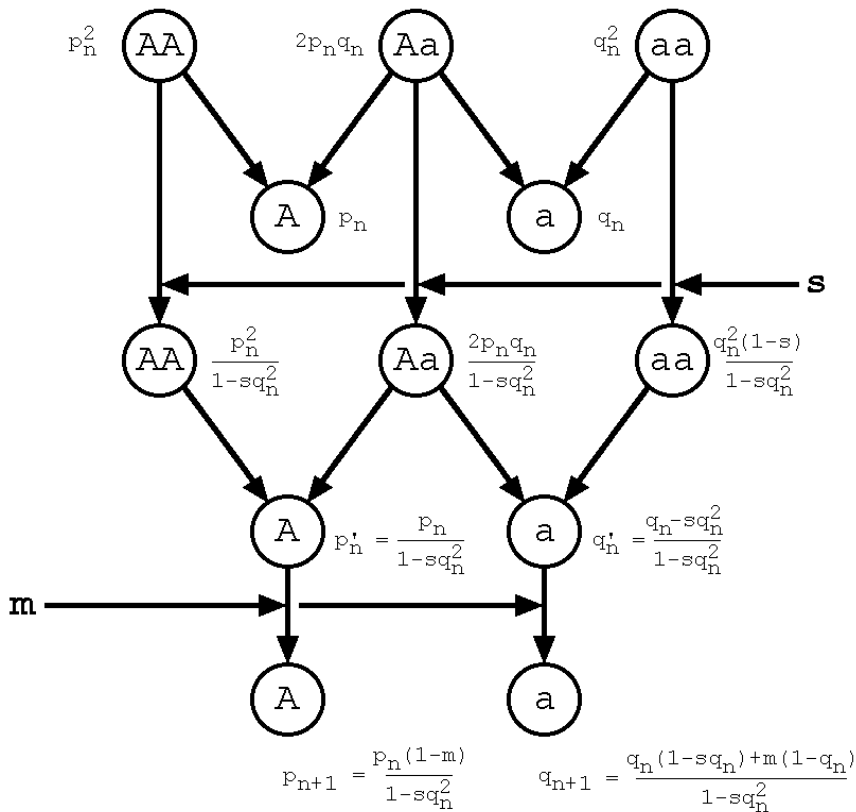 p_n^2 AA 2p_nq_n Aa q_n^2 aa
A p_n a q_n
s
AA p_n^2/(1-sq_n^2) Aa 2p_nq_n/(1-sq_n^2) aa q_n^2(1-s)/(1-sq_n^2)
A p_n' = p_n/(1-sq_n^2) a q_n' = (q_n-sq_n^2)/(1-sq_n^2)
m
A a
p_{n+1} = p_n(1-m)/(1-sq_n^2) q_{n+1} = (q_n(1-sq_n)+m(1-q_n))/(1-sq_n^2)